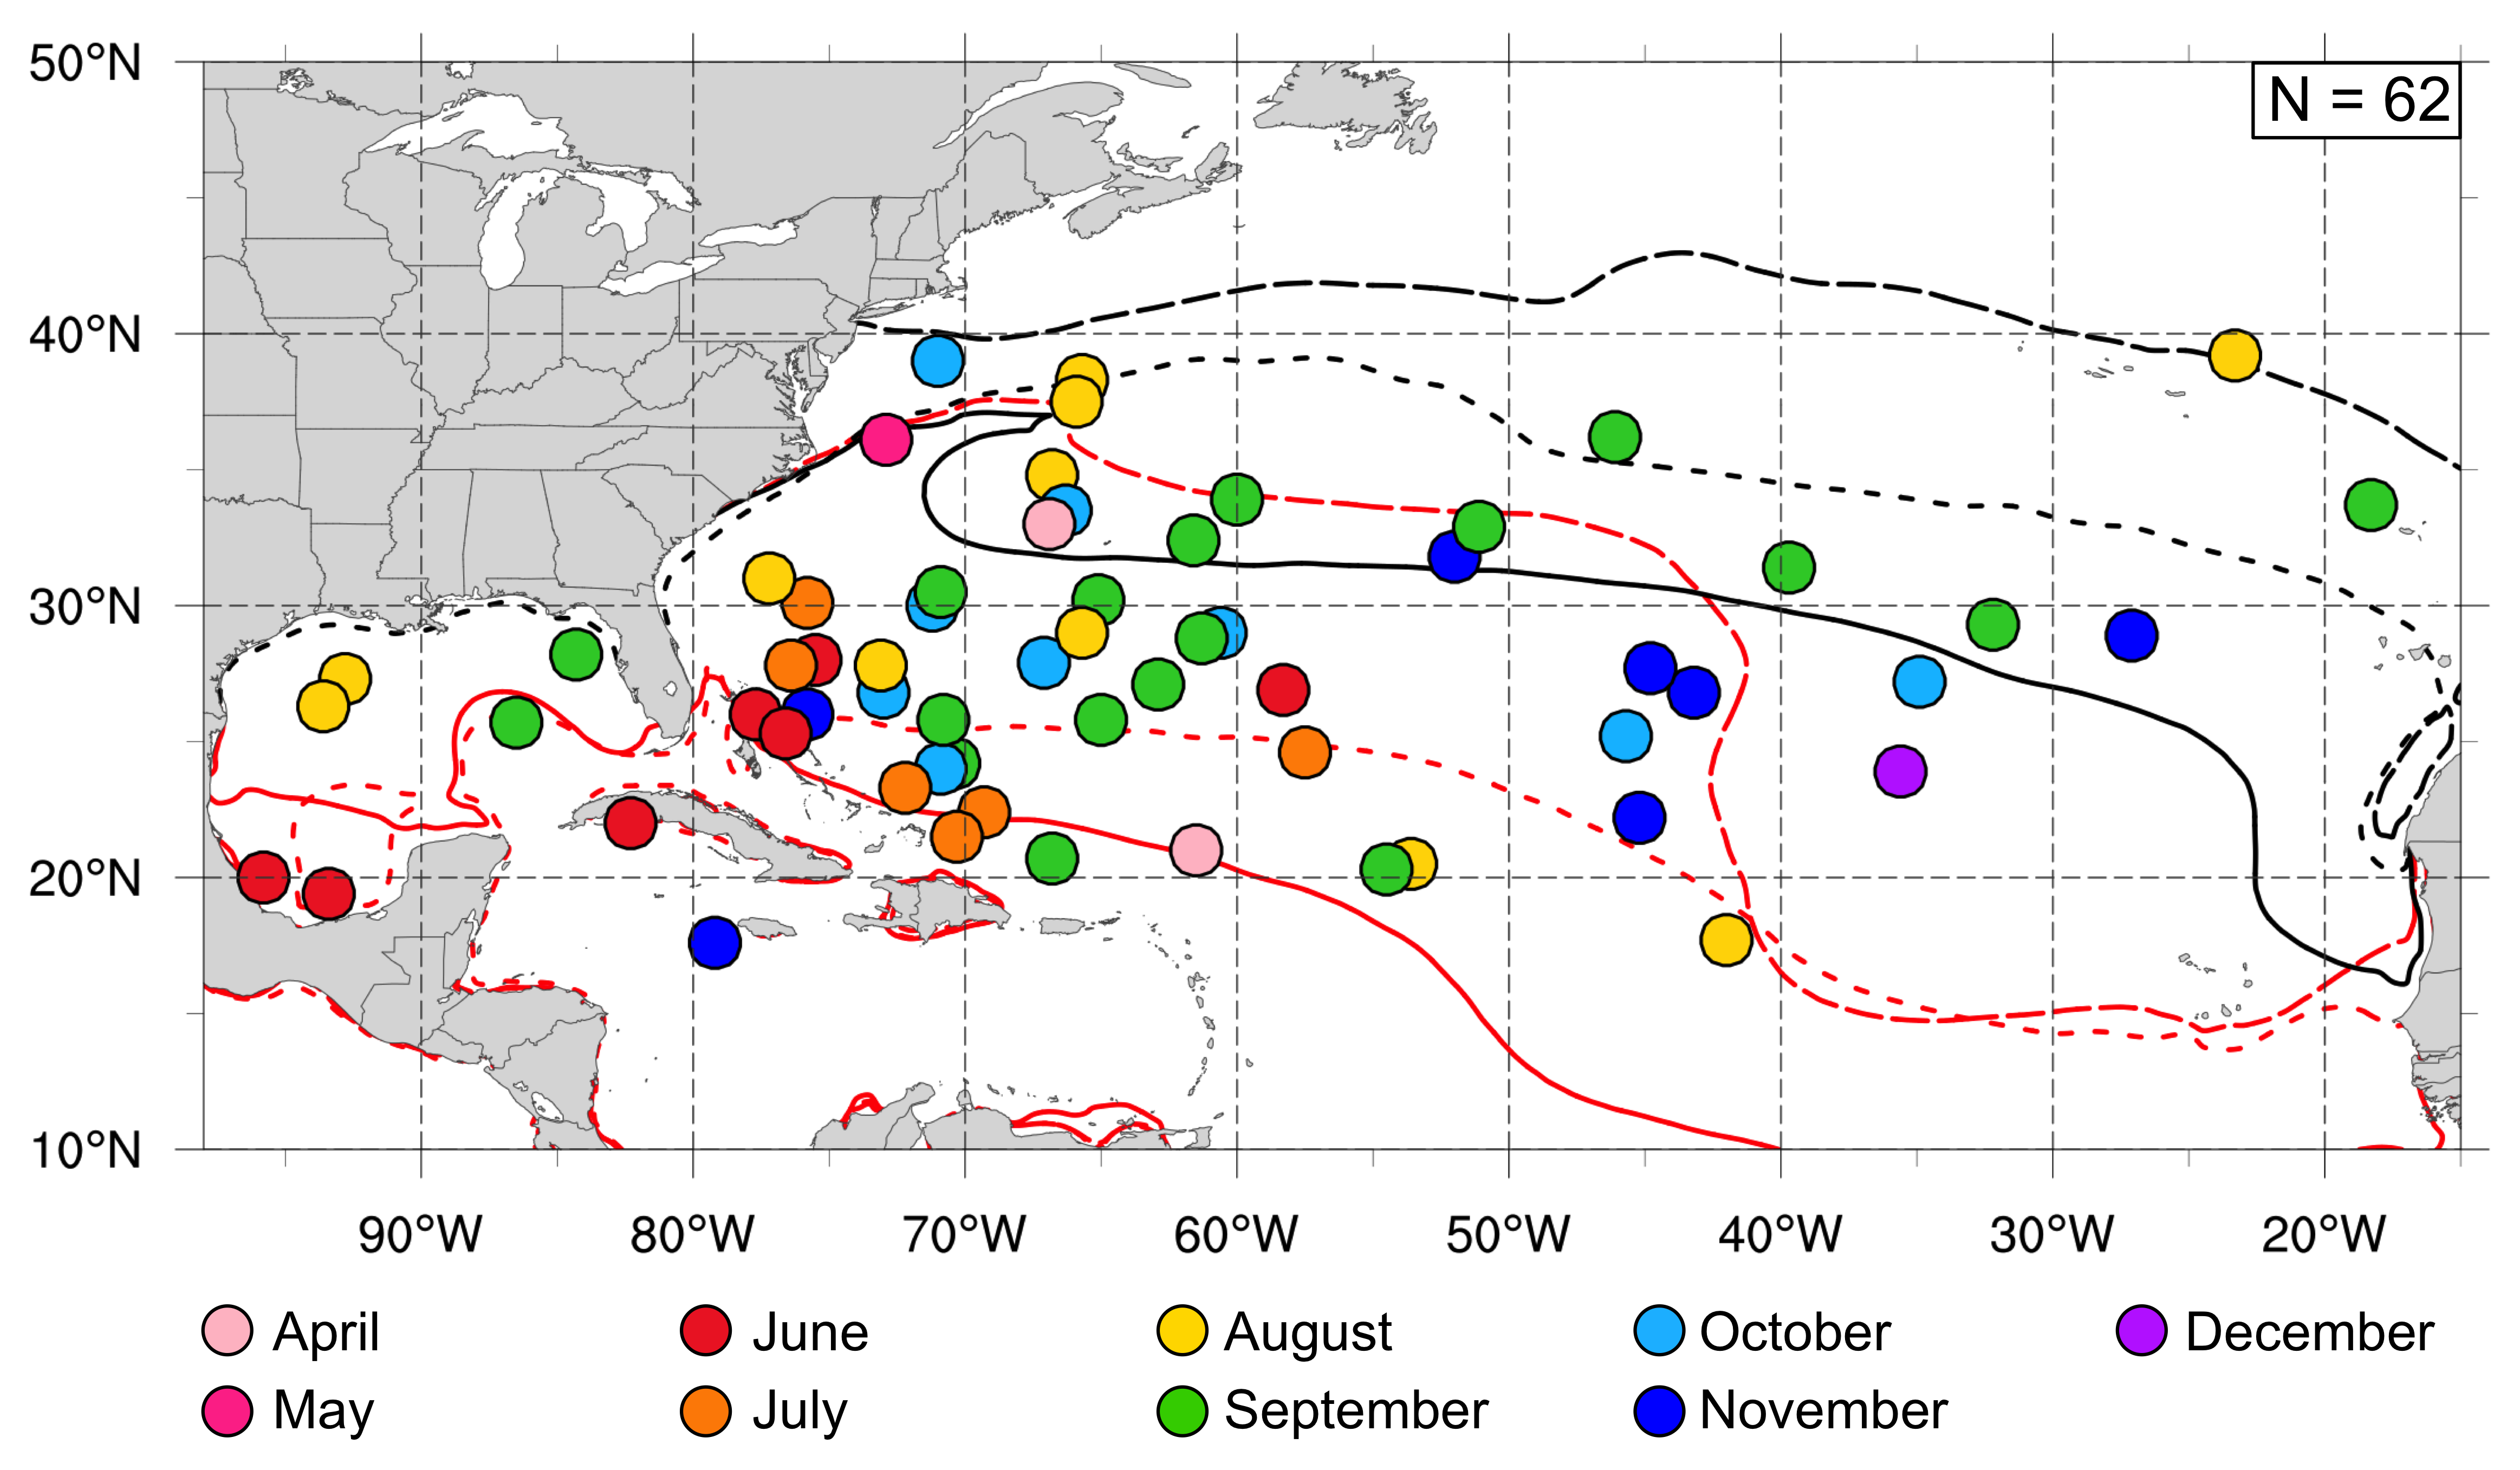 50°N
N = 62
40°N
30°N
20°N
10°N
90°W 80°W 70°W 60°W 50°W 40°W 30°W 20°W
April June August October December
May July September November